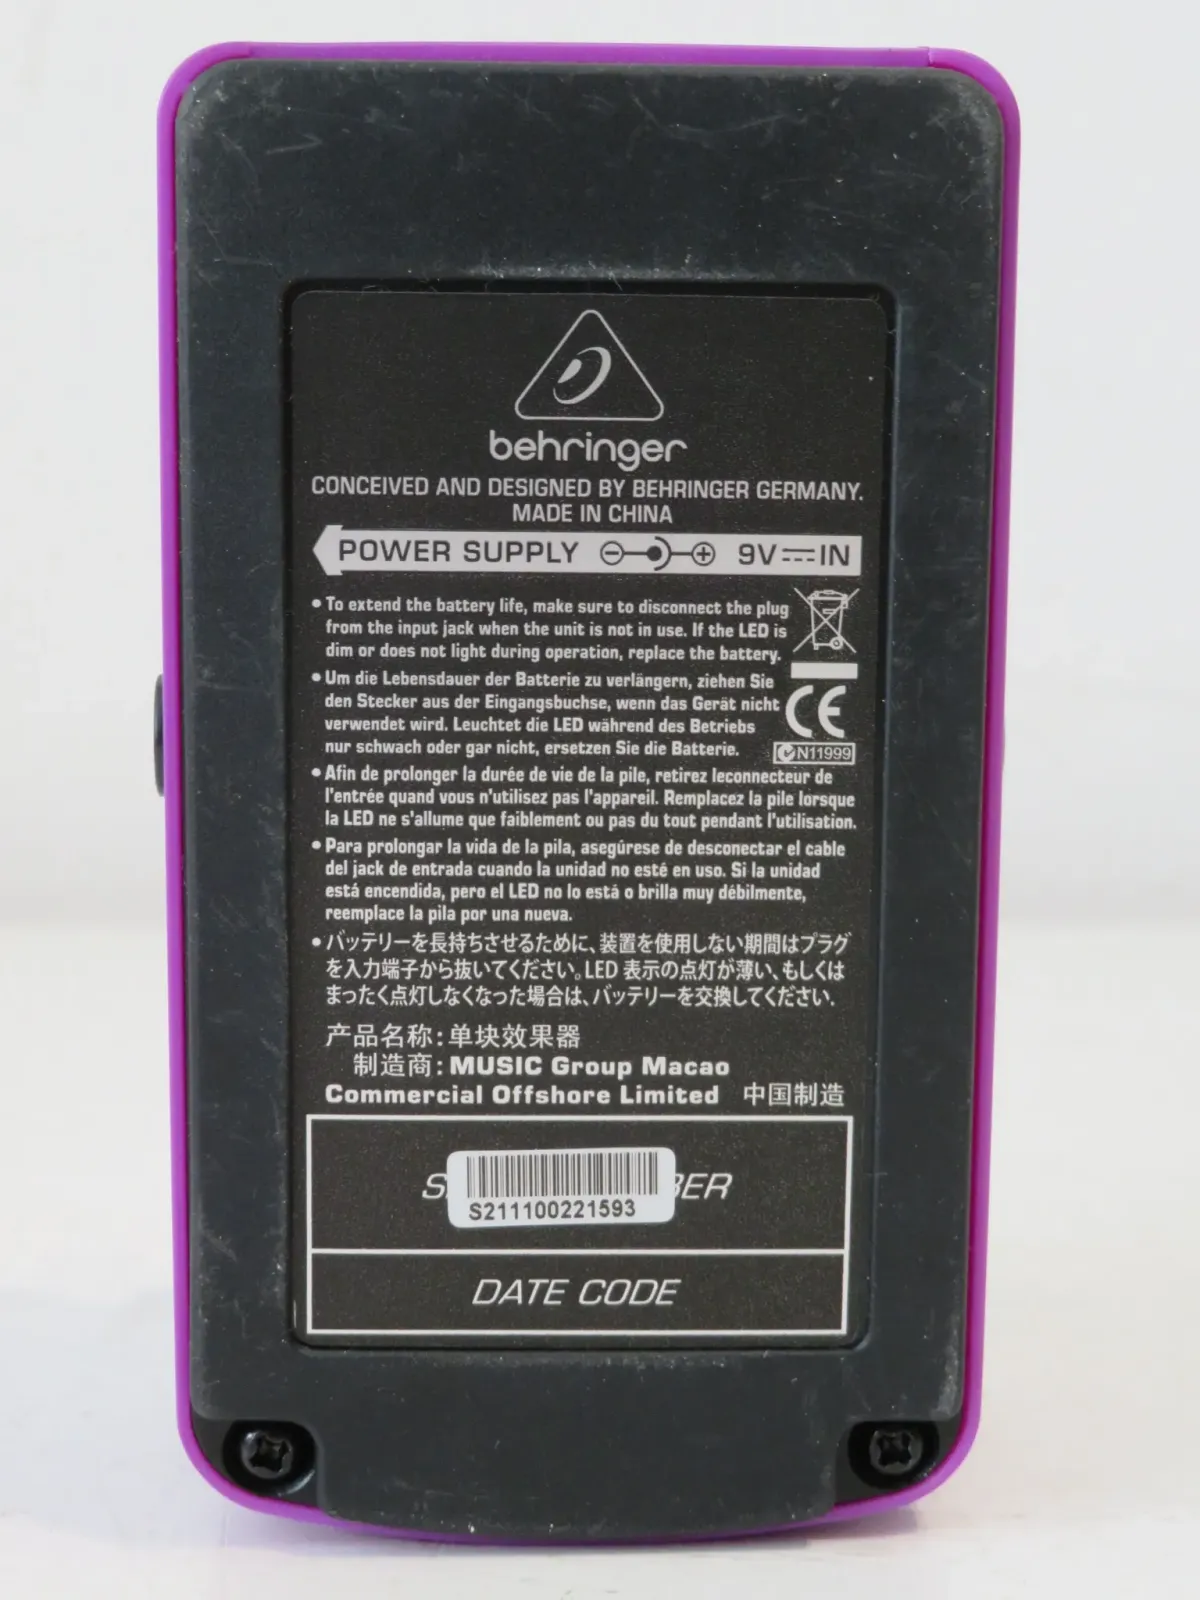 behringer
CONCEIVED AND DESIGNED BY BEHRINGER GERMANY.
MADE IN CHINA
POWER SUPPLY 9V IN
• To extend the battery life, make sure to disconnect the plug
from the input jack when the unit is not in use. If the LED is
dim or does not light during operation, replace the battery.
• Um die Lebensdauer der Batterie zu verlängern, ziehen Sie
den Stecker aus der Eingangsbuchse, wenn das Gerät nicht
verwendet wird. Leuchtet die LED während des Betriebs
nur schwach oder gar nicht, ersetzen Sie die Batterie.
CE
N11999
• Afin de prolonger la durée de vie de la pile, retirez leconnecteur de
l'entrée quand vous n'utilisez pas l'appareil. Remplacez la pile lorsque
la LED ne s'allume que faiblement ou pas du tout pendant l'utilisation.
• Para prolongar la vida de la pila, asegúrese de desconectar el cable
del jack de entrada cuando la unidad no esté en uso. Si la unidad
está encendida, pero el LED no lo está o brilla muy débilmente,
reemplace la pila por una nueva.
• バッテリーを長持ちさせるために、装置を使用しない期間はプラグ
を入力端子から抜いてください。LED 表示の点灯が薄い、もしくは
まったく点灯しなくなった場合は、バッテリーを交換してください.
产品名称: 单块效果器
制造商: MUSIC Group Macao
Commercial Offshore Limited 中国制造
S211100221593
DATE CODE